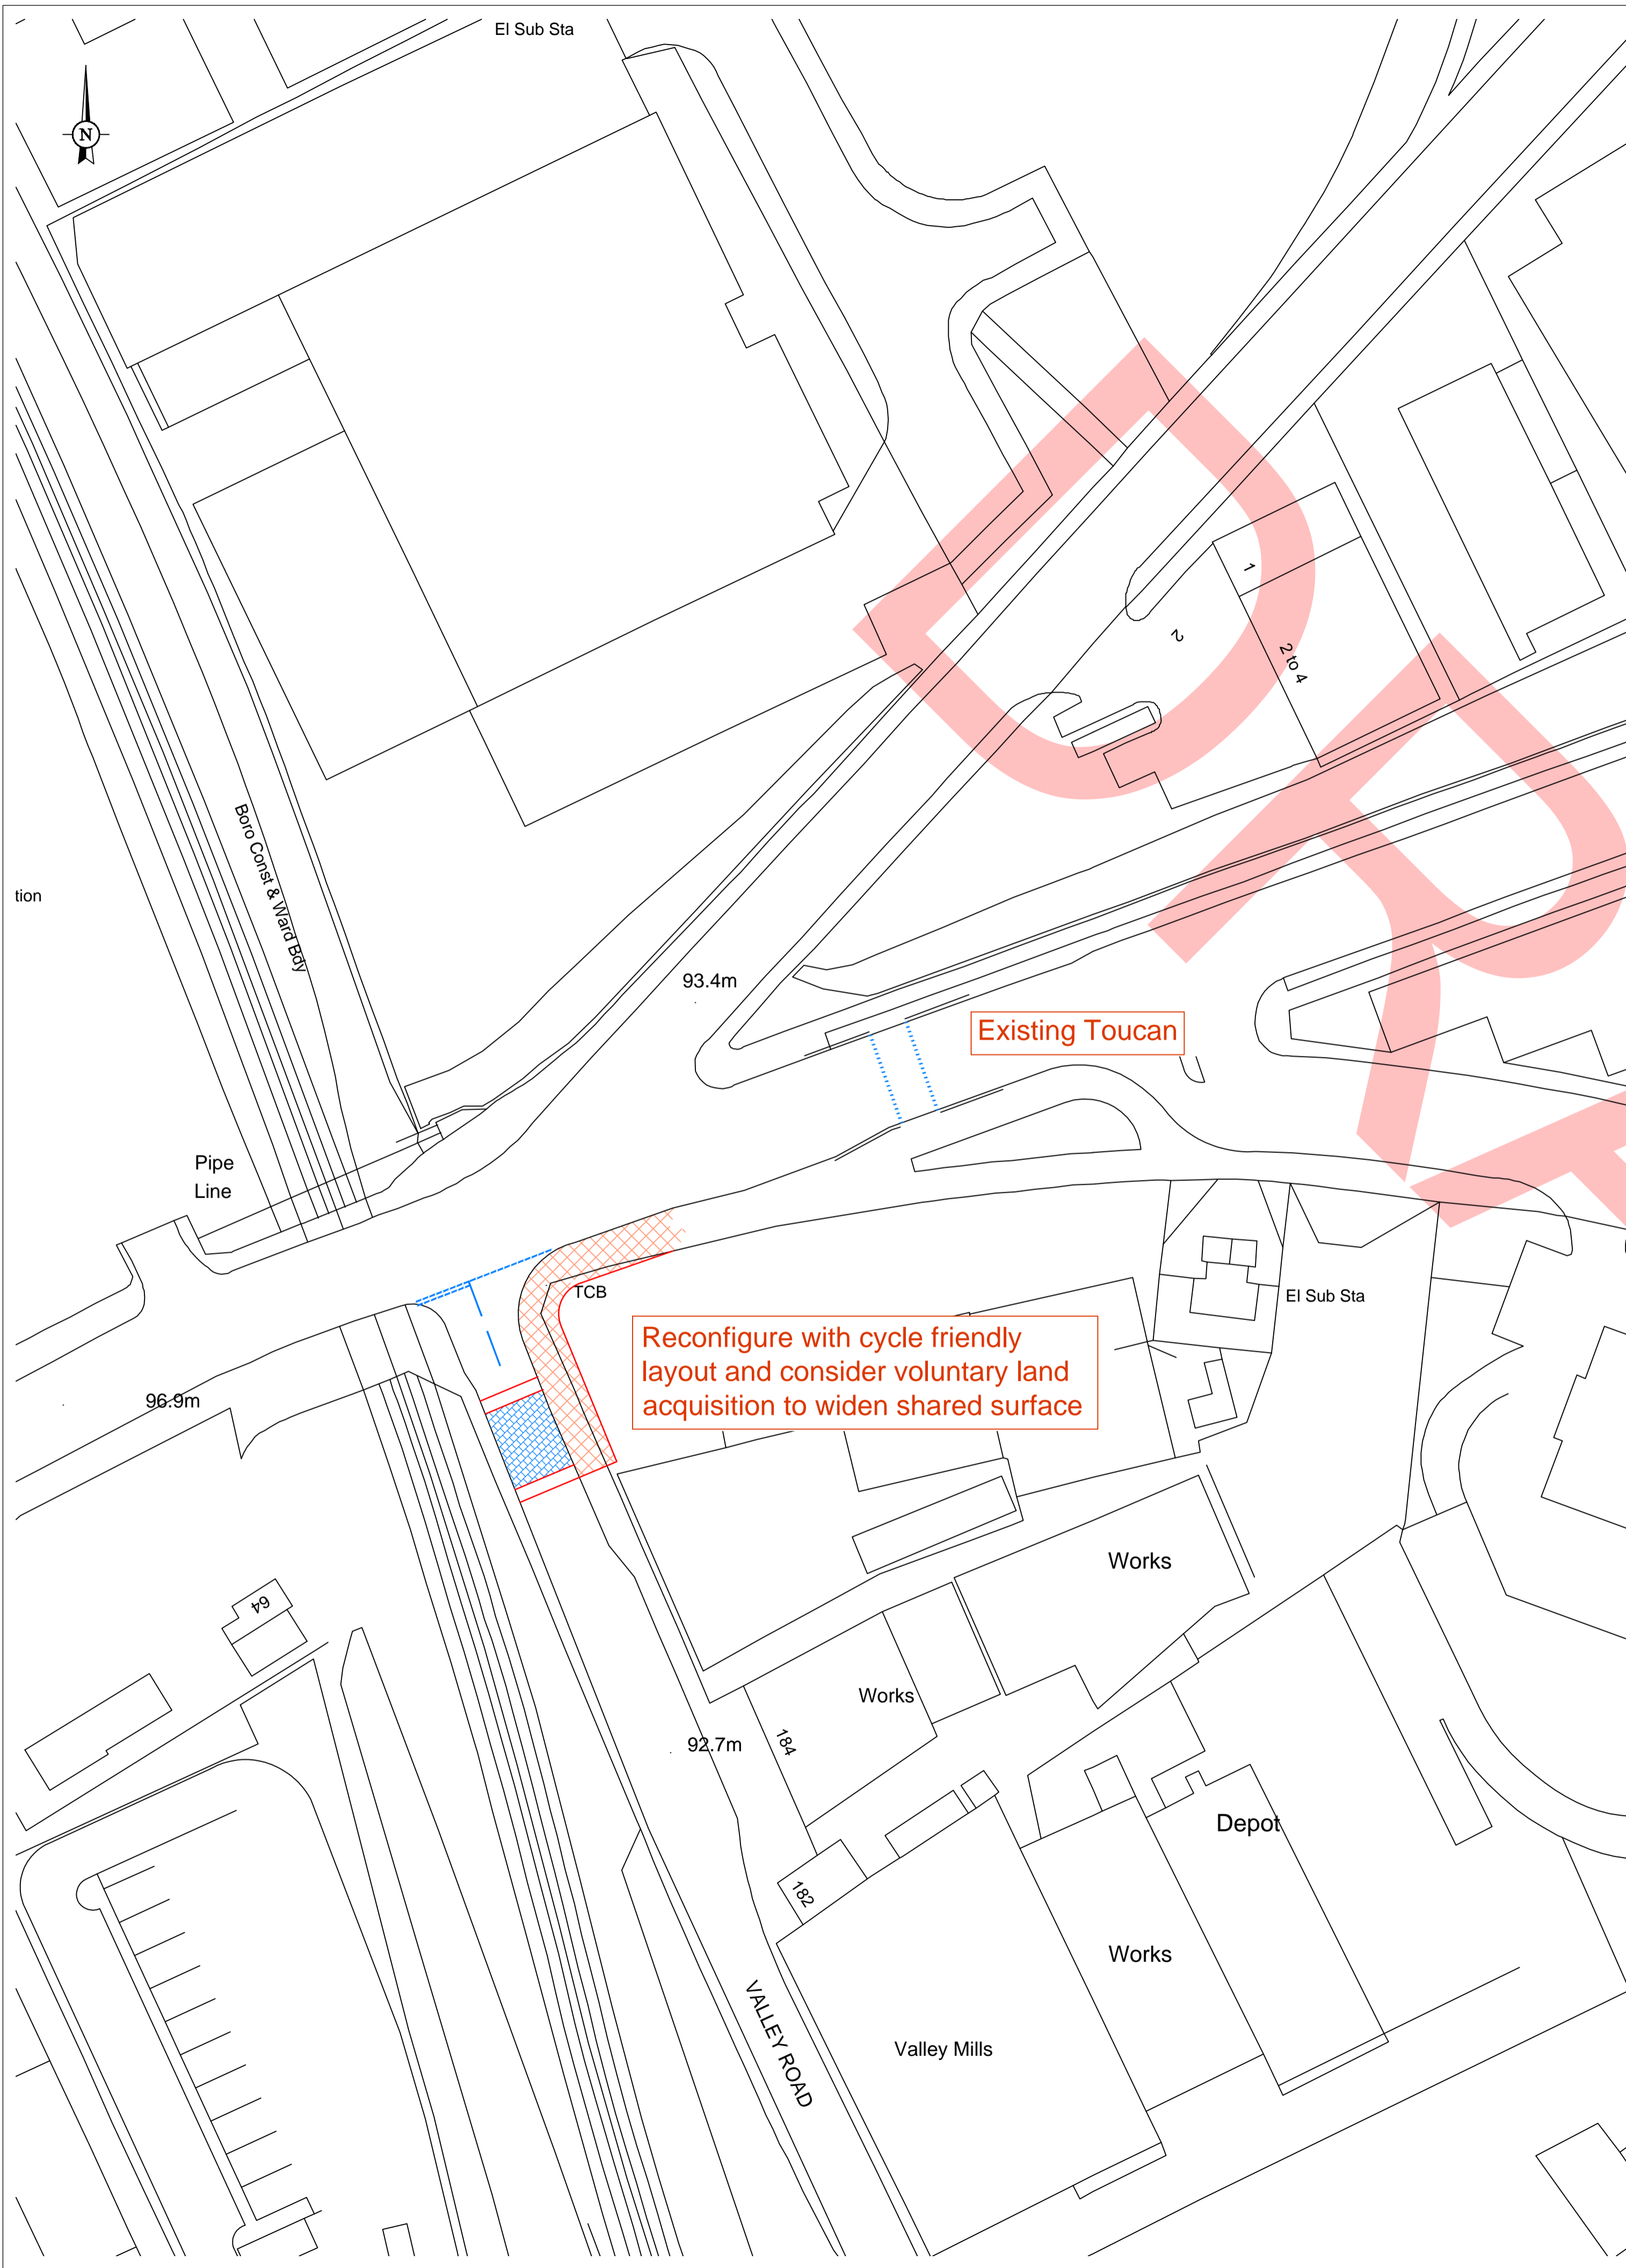 El Sub Sta
N
1
2
2 to 4
Boro Const & Ward Bdy
tion
93.4m
Existing Toucan
Pipe
Line
TCB
El Sub Sta
Reconfigure with cycle friendly
layout and consider voluntary land
acquisition to widen shared surface
96.9m
Works
64
Works
184
92.7m
Depot
182
Works
VALLEY ROAD
Valley Mills
DRA